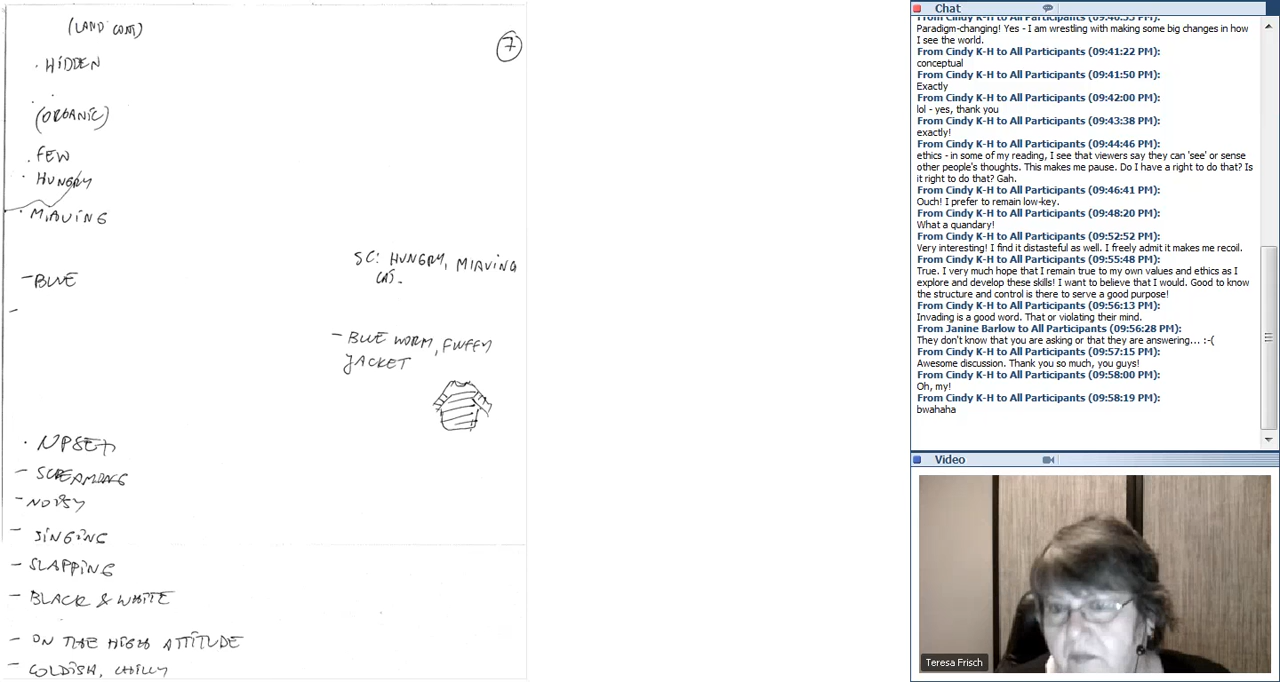 (LAND CONT)
7
· HIDDEN
(ORGANIC)
· FEW
· HUNGRY
· MIAVING
SC: HUNGRY, MIAVING
CAT.
- BLUE
-
- BLUE WORM, FLUFFY
JACKET
· UPSET
- SCREAMING
- NOISY
- SINGING
- SLAPPING
- BLACK & WHITE
- ON THE HIGH ATTITUDE
- COLDISH, CHILLY
Chat
From Cindy K-H to All Participants (09:40:55 PM):
Paradigm-changing! Yes - I am wrestling with making some big changes in how
I see the world.
From Cindy K-H to All Participants (09:41:22 PM):
conceptual
From Cindy K-H to All Participants (09:41:50 PM):
Exactly
From Cindy K-H to All Participants (09:42:00 PM):
lol - yes, thank you
From Cindy K-H to All Participants (09:43:38 PM):
exactly!
From Cindy K-H to All Participants (09:44:46 PM):
ethics - in some of my reading, I see that viewers say they can 'see' or sense
other people's thoughts. This makes me pause. Do I have a right to do that? Is
it right to do that? Gah.
From Cindy K-H to All Participants (09:46:41 PM):
Ouch! I prefer to remain low-key.
From Cindy K-H to All Participants (09:48:20 PM):
What a quandary!
From Cindy K-H to All Participants (09:52:52 PM):
Very interesting! I find it distasteful as well. I freely admit it makes me recoil.
From Cindy K-H to All Participants (09:55:48 PM):
True. I very much hope that I remain true to my own values and ethics as I
explore and develop these skills! I want to believe that I would. Good to know
the structure and control is there to serve a good purpose!
From Cindy K-H to All Participants (09:56:13 PM):
Invading is a good word. That or violating their mind.
From Janine Barlow to All Participants (09:56:28 PM):
They don't know that you are asking or that they are answering... :-(
From Cindy K-H to All Participants (09:57:15 PM):
Awesome discussion. Thank you so much, you guys!
From Cindy K-H to All Participants (09:58:00 PM):
Oh, my!
From Cindy K-H to All Participants (09:58:19 PM):
bwahaha
Video
Teresa Frisch